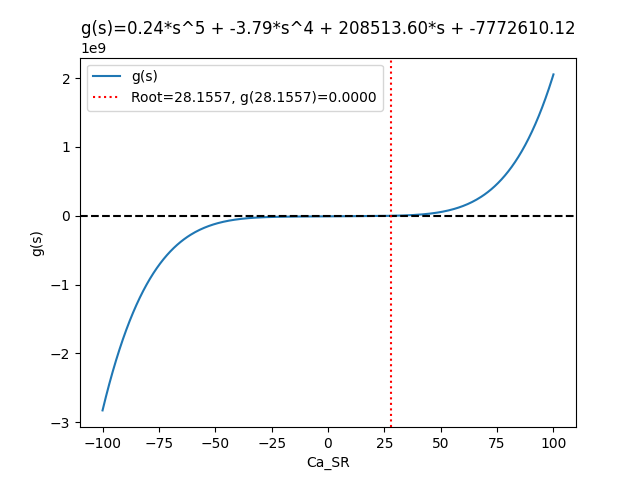 g(s)=0.24*s^5 + -3.79*s^4 + 208513.60*s + -7772610.12
1e9
g(s)
Root=28.1557, g(28.1557)=0.0000
2
1
0
−1
−2
−3
g(s)
−100 −75 −50 −25 0 25 50 75 100
Ca_SR